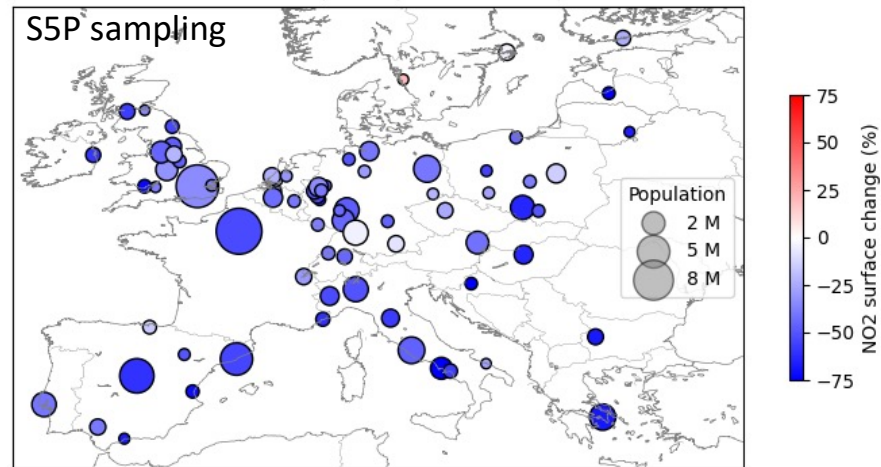 S5P sampling
Population
2 M
5 M
8 M
75
50
25
0
−25
−50
−75
NO2 surface change (%)